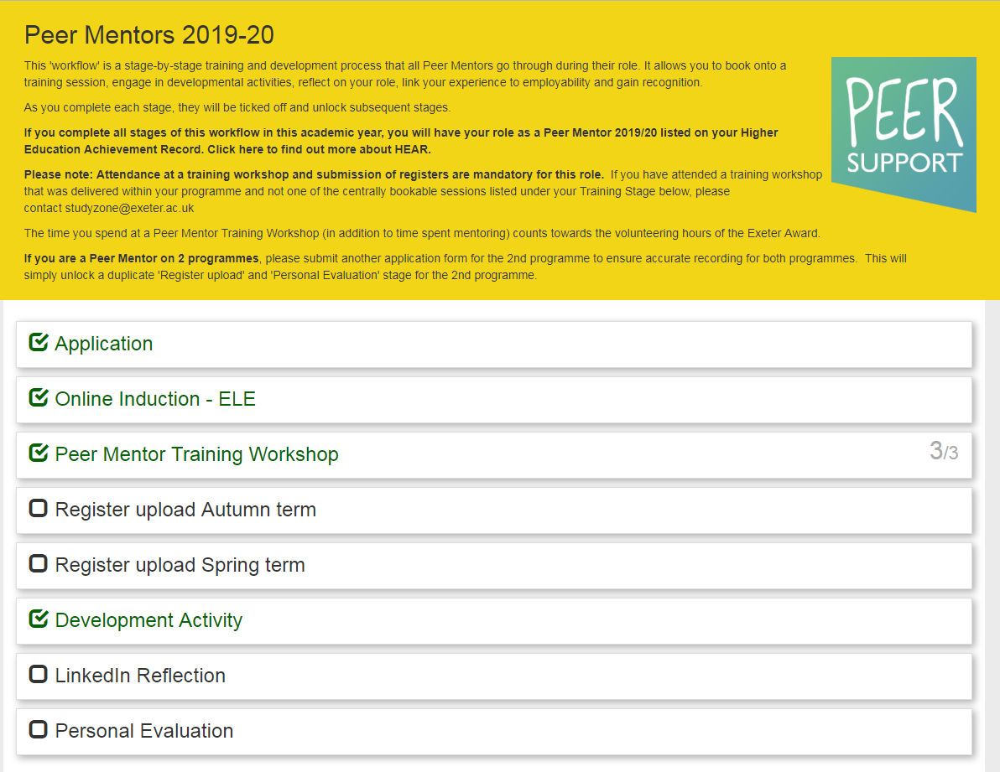 Peer Mentors 2019-20
This 'workflow' is a stage-by-stage training and development process that all Peer Mentors go through during their role. It allows you to book onto a
training session, engage in developmental activities, reflect on your role, link your experience to employability and gain recognition.
As you complete each stage, they will be ticked off and unlock subsequent stages.
If you complete all stages of this workflow in this academic year, you will have your role as a Peer Mentor 2019/20 listed on your Higher
Education Achievement Record. Click here to find out more about HEAR.
Please note: Attendance at a training workshop and submission of registers are mandatory for this role. If you have attended a training workshop
that was delivered within your programme and not one of the centrally bookable sessions listed under your Training Stage below, please
contact studyzone@exeter.ac.uk
The time you spend at a Peer Mentor Training Workshop (in addition to time spent mentoring) counts towards the volunteering hours of the Exeter Award.
If you are a Peer Mentor on 2 programmes, please submit another application form for the 2nd programme to ensure accurate recording for both programmes. This will
simply unlock a duplicate 'Register upload' and 'Personal Evaluation' stage for the 2nd programme.
PEER
SUPPORT
Application
Online Induction - ELE
Peer Mentor Training Workshop 3/3
Register upload Autumn term
Register upload Spring term
Development Activity
LinkedIn Reflection
Personal Evaluation